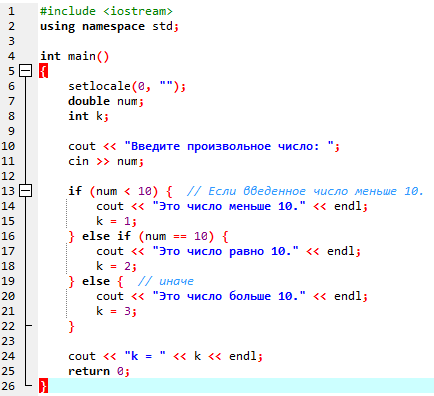 1 #include <iostream>
2 using namespace std;
3
4 int main()
5 {
6     setlocale(0, "");
7     double num;
8     int k;
9
10     cout << "Введите произвольное число: ";
11     cin >> num;
12
13     if (num < 10) {  // Если введенное число меньше 10.
14         cout << "Это число меньше 10." << endl;
15         k = 1;
16     } else if (num == 10) {
17         cout << "Это число равно 10." << endl;
18         k = 2;
19     } else {  // иначе
20         cout << "Это число больше 10." << endl;
21         k = 3;
22     }
23
24     cout << "k = " << k << endl;
25     return 0;
26 }